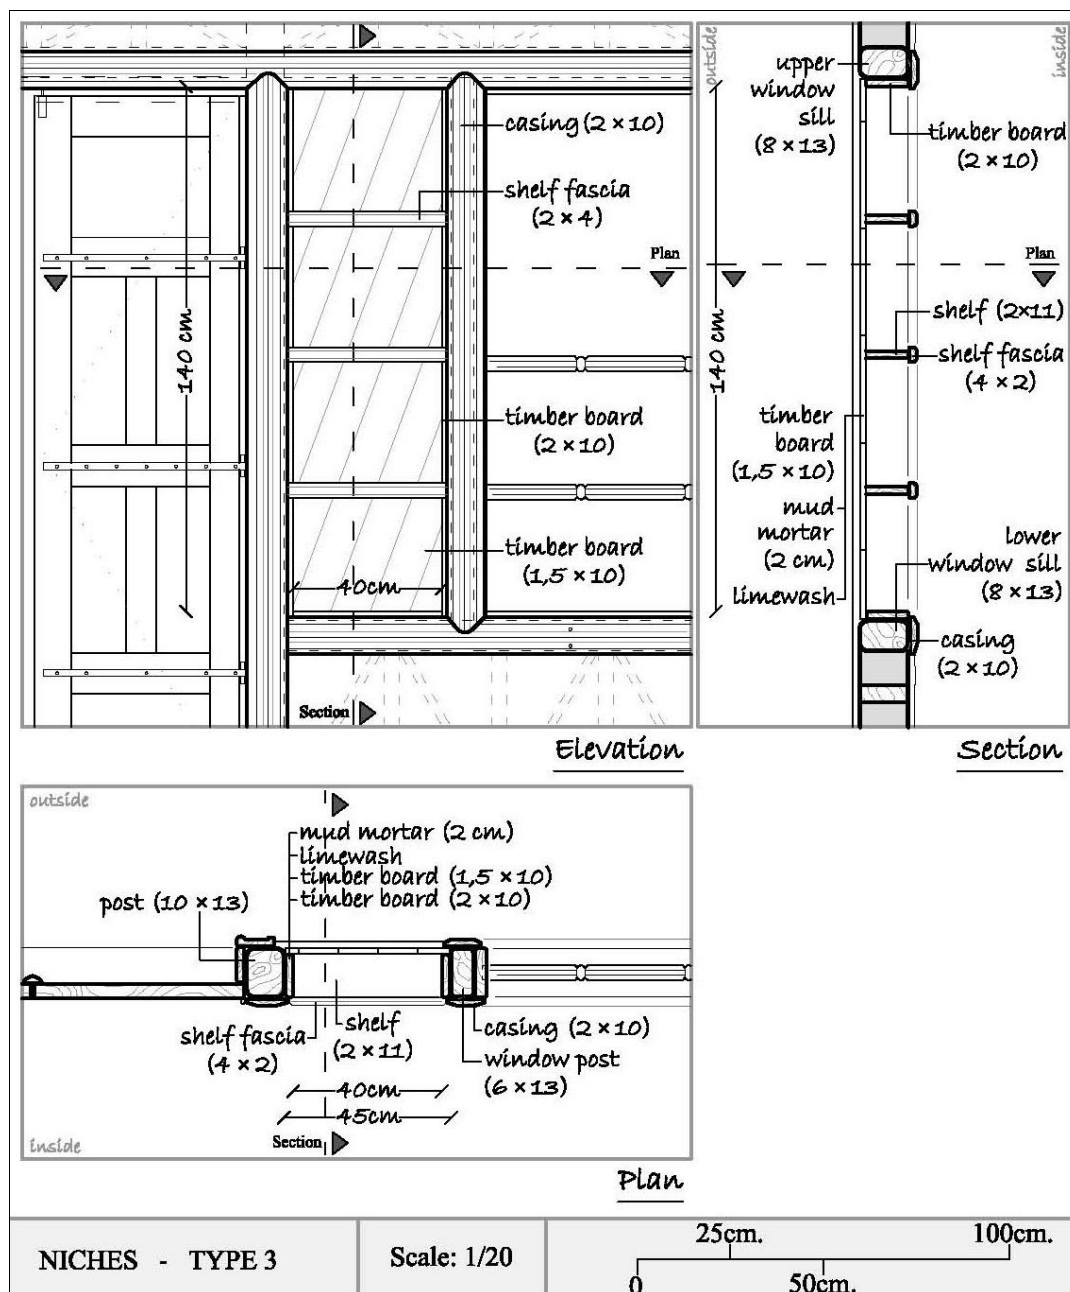 casing (2 × 10)
shelf fascia
(2 × 4)
Plan
140 cm
timber board
(2 × 10)
timber board
(1,5 × 10)
40cm
Section
Elevation
outside
inside
upper
window
sill
(8 × 13)
timber board
(2 × 10)
Plan
shelf (2×11)
shelf fascia
(4 × 2)
140 cm
timber
board
(1,5 × 10)
mud
mortar
(2 cm)
limewash
lower
window sill
(8 × 13)
casing
(2 × 10)
Section
outside
mud mortar (2 cm)
limewash
timber board (1,5 × 10)
timber board (2 × 10)
post (10 × 13)
shelf fascia
(4 × 2)
shelf
(2 × 11)
casing (2 × 10)
window post
(6 × 13)
40cm
45cm
Section
inside
Plan
NICHES - TYPE 3
Scale: 1/20
25cm.
100cm.
0
50cm.